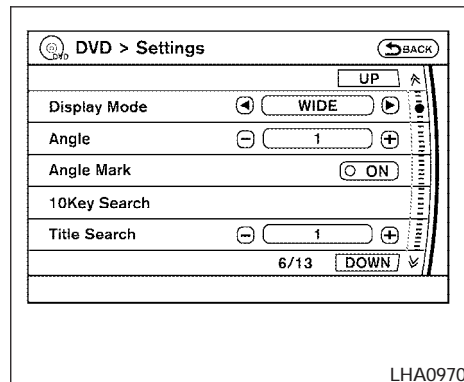 DVD DVD > Settings BACK
UP
Display Mode WIDE
Angle 1
Angle Mark ON
10Key Search
Title Search 1
6/13 DOWN
LHA0970